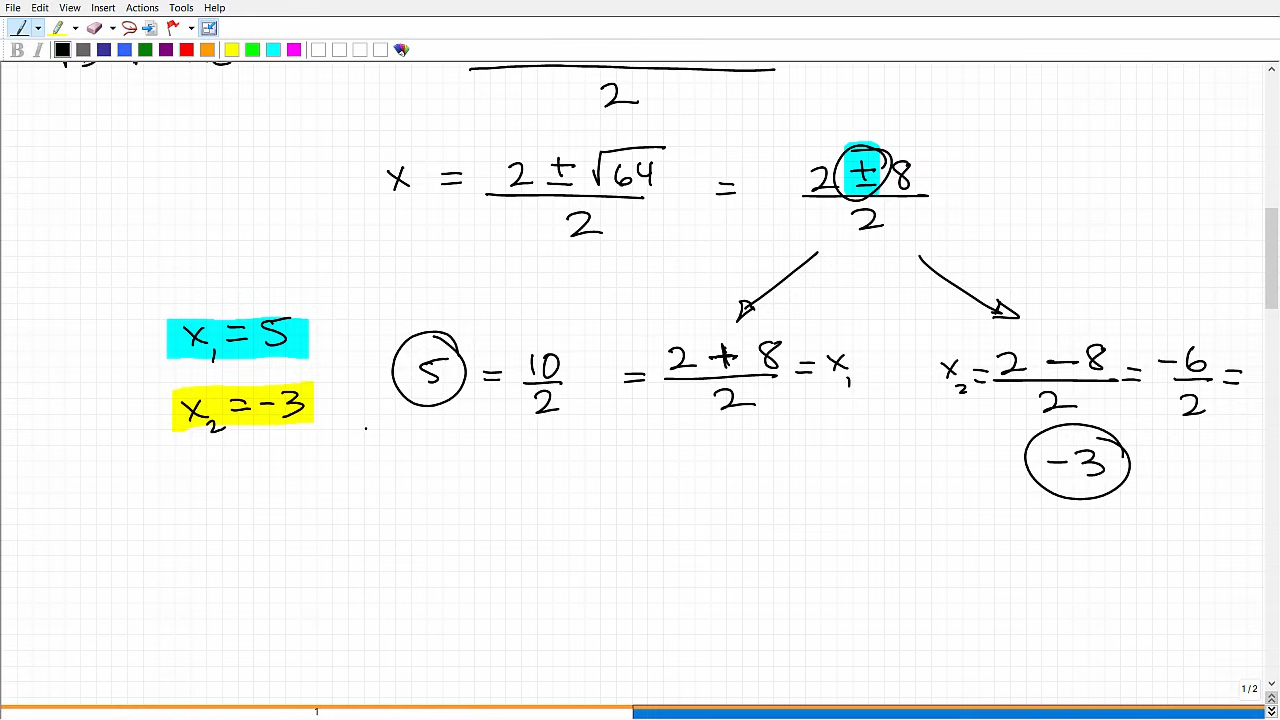 File Edit View Insert Actions Tools Help
B I
2
x = 2 ± √64 / 2 = 2 ± 8 / 2
x₁ = 5
5 = 10/2 = 2 + 8 / 2 = x₁
x₂ = 2 - 8 / 2 = -6/2 =
x₂ = -3
-3
1/2
1